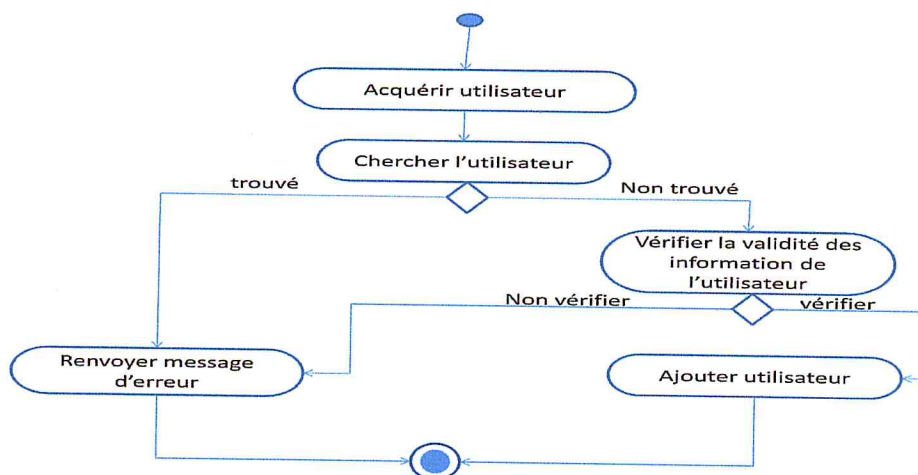 Acquérir utilisateur
Chercher l'utilisateur
trouvé
Non trouvé
Vérifier la validité des
information de
l'utilisateur
Non vérifier
vérifier
Renvoyer message
d'erreur
Ajouter utilisateur